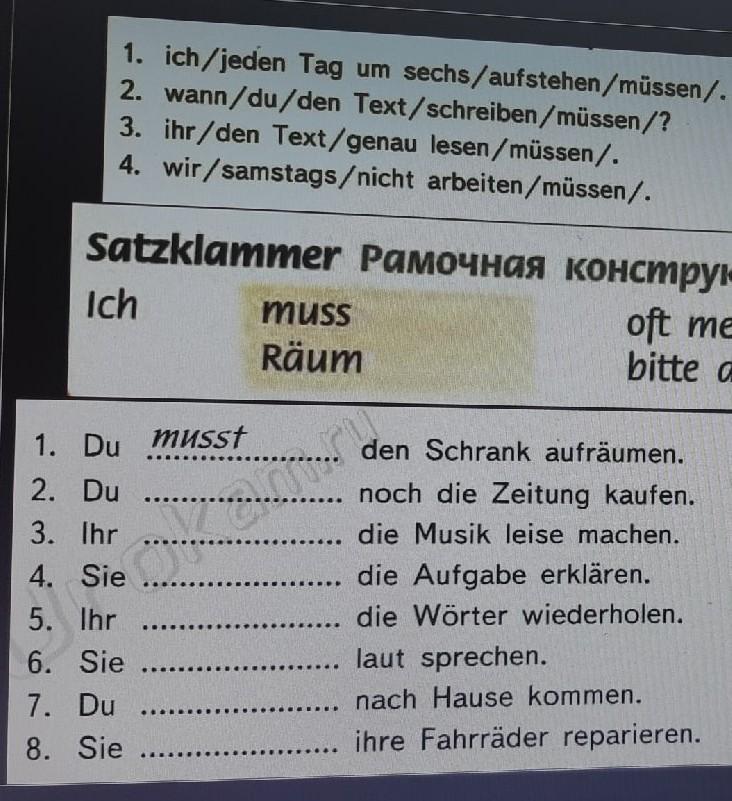 1. ich/jeden Tag um sechs/aufstehen/müssen/.
2. wann/du/den Text/schreiben/müssen/?
3. ihr/den Text/genau lesen/müssen/.
4. wir/samstags/nicht arbeiten/müssen/.
Satzklammer Рамочная конструк
Ich muss oft me
Räum bitte a
1. Du musst den Schrank aufräumen.
2. Du .................... noch die Zeitung kaufen.
3. Ihr .................... die Musik leise machen.
4. Sie .................... die Aufgabe erklären.
5. Ihr .................... die Wörter wiederholen.
6. Sie .................... laut sprechen.
7. Du .................... nach Hause kommen.
8. Sie .................... ihre Fahrräder reparieren.
Urokam.ru